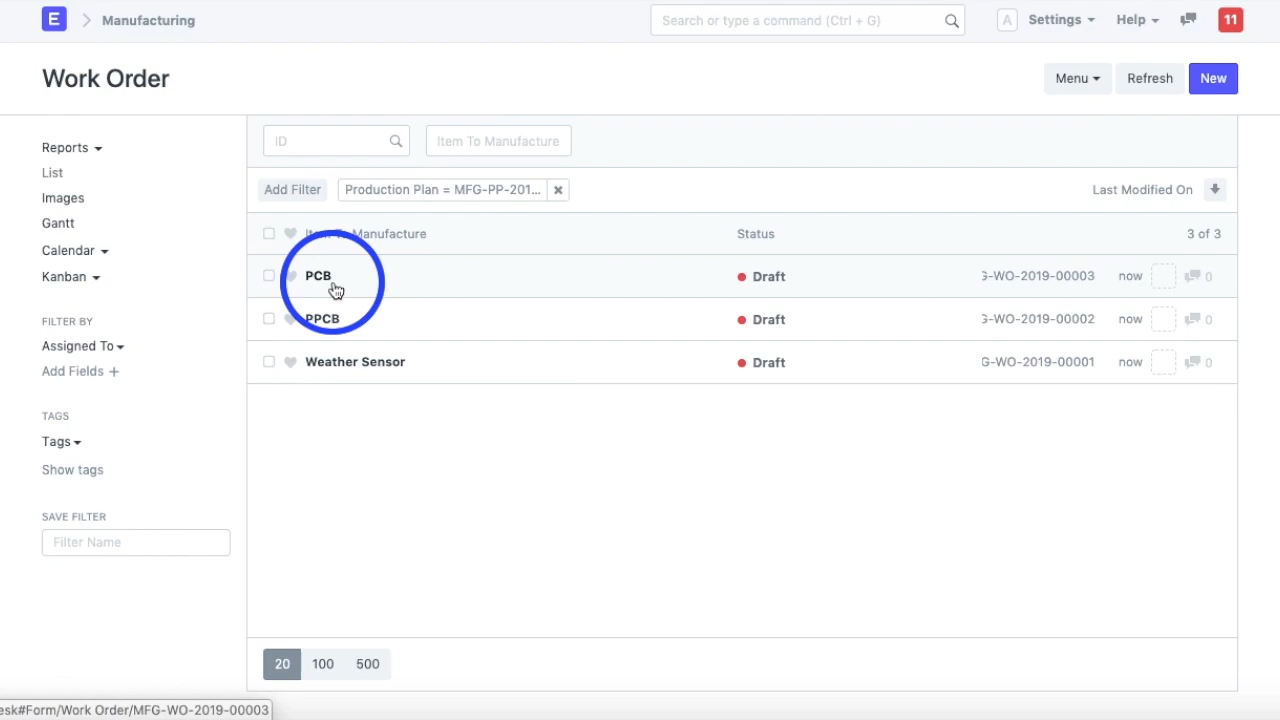 E Manufacturing Search or type a command (Ctrl + G) A Settings Help 11
Work Order Menu Refresh New
Reports
List
Images
Gantt
Calendar
Kanban
FILTER BY
Assigned To
Add Fields +
TAGS
Tags
Show tags
SAVE FILTER
Filter Name
ID Item To Manufacture
Add Filter Production Plan = MFG-PP-201... Last Modified On
Item To Manufacture Status 3 of 3
PCB Draft G-WO-2019-00003 now 0
PPCB Draft G-WO-2019-00002 now 0
Weather Sensor Draft G-WO-2019-00001 now 0
20 100 500
esk#Form/Work Order/MFG-WO-2019-00003